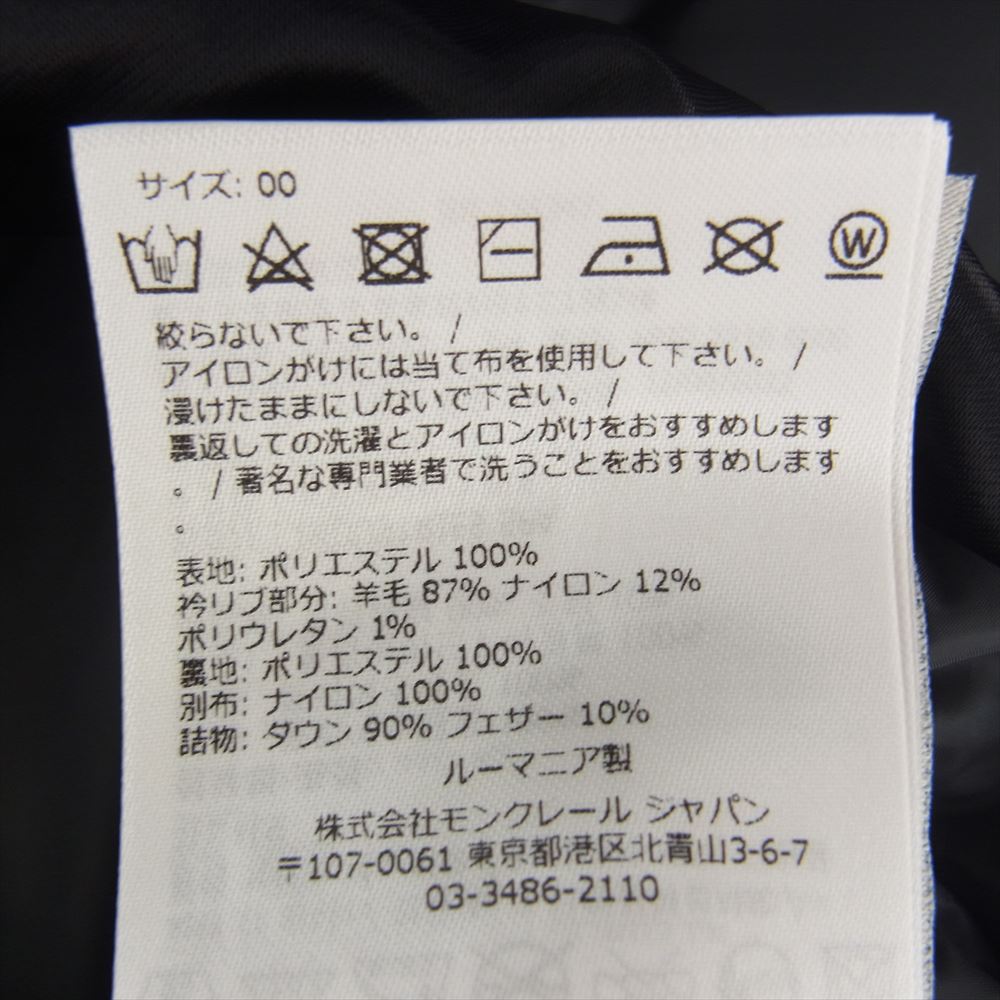 サイズ: 00
W
絞らないで下さい。 /
アイロンがけには当て布を使用して下さい。 /
浸けたままにしないで下さい。 /
裏返しての洗濯とアイロンがけをおすすめします
。 / 著名な専門業者で洗うことをおすすめします
。
表地: ポリエステル 100%
衿リブ部分: 羊毛 87% ナイロン 12%
ポリウレタン 1%
裏地: ポリエステル 100%
別布: ナイロン 100%
詰物: ダウン 90% フェザー 10%
ルーマニア製
株式会社モンクレール ジャパン
〒107-0061 東京都港区北青山3-6-7
03-3486-2110